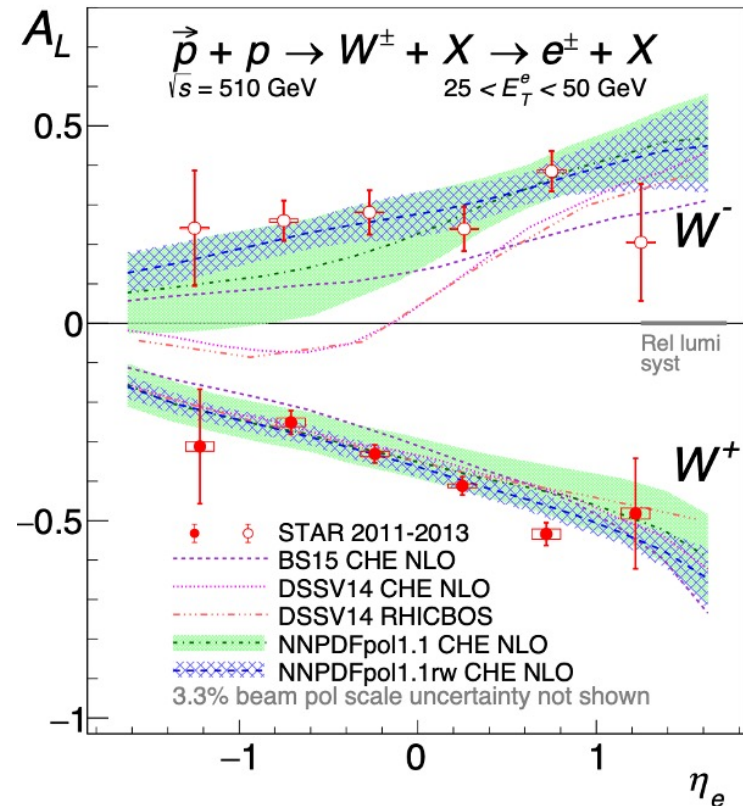 A_L
p⃗ + p → W^± + X → e^± + X
√s = 510 GeV 25 < E_T^e < 50 GeV
0.5
W^-
0
Rel lumi
syst
W^+
−0.5
STAR 2011-2013
BS15 CHE NLO
DSSV14 CHE NLO
DSSV14 RHICBOS
NNPDFpol1.1 CHE NLO
NNPDFpol1.1rw CHE NLO
3.3% beam pol scale uncertainty not shown
−1
−1 0 1
η_e